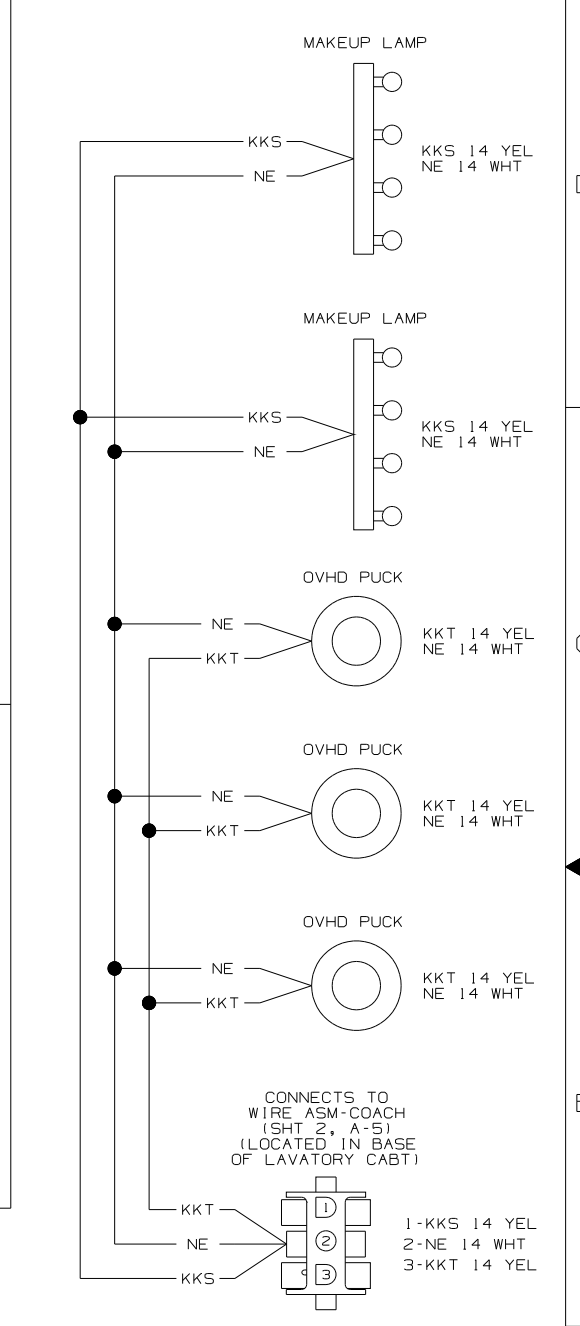 MAKEUP LAMP
KKS
KKS 14 YEL
NE 14 WHT
NE
MAKEUP LAMP
KKS
KKS 14 YEL
NE 14 WHT
NE
OVHD PUCK
NE
KKT 14 YEL
NE 14 WHT
KKT
OVHD PUCK
NE
KKT 14 YEL
NE 14 WHT
KKT
OVHD PUCK
NE
KKT 14 YEL
NE 14 WHT
KKT
CONNECTS TO
WIRE ASM-COACH
(SHT 2, A-5)
(LOCATED IN BASE
OF LAVATORY CABT)
KKT
1
1-KKS 14 YEL
NE
2
2-NE 14 WHT
3
3-KKT 14 YEL
KKS